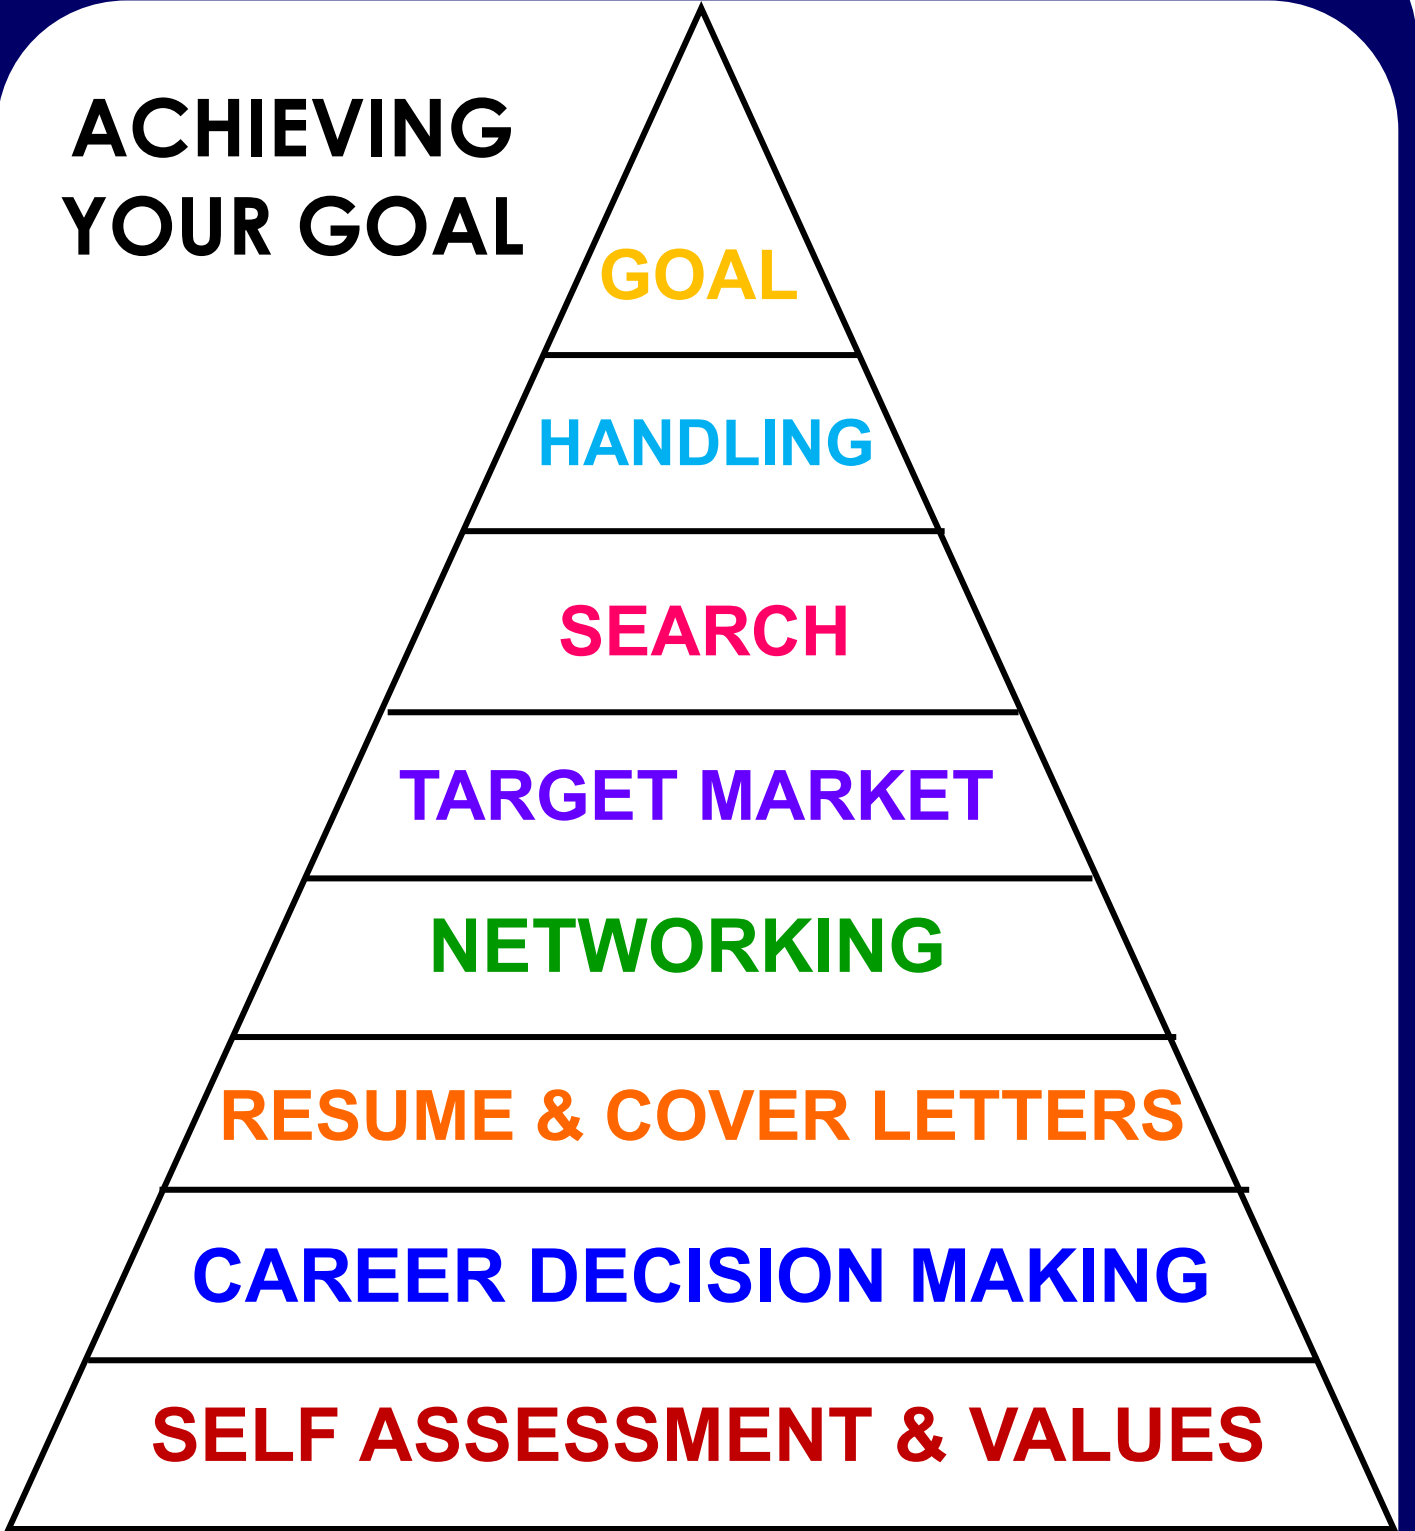 ACHIEVING
YOUR GOAL
GOAL
HANDLING
SEARCH
TARGET MARKET
NETWORKING
RESUME & COVER LETTERS
CAREER DECISION MAKING
SELF ASSESSMENT & VALUES